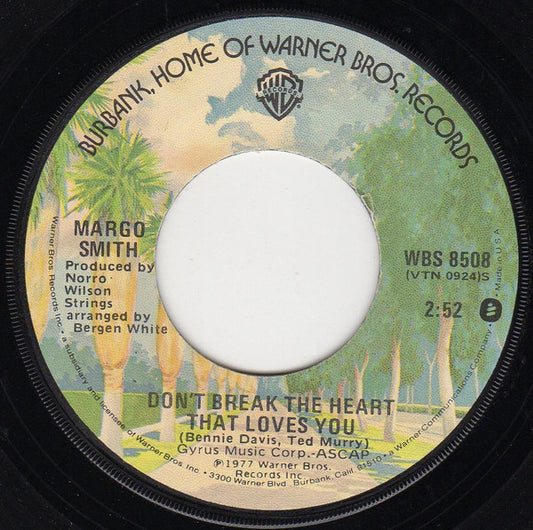 BURBANK, HOME OF WARNER BROS. RECORDS
RECORDS
MARGO
SMITH
Produced by
Norro
Wilson
Strings
arranged by
Bergen White
WBS 8508
(VTN 0924)S
2:52
Made in U.S.A.
DON'T BREAK THE HEART
THAT LOVES YOU
(Bennie Davis, Ted Murry)
Gyrus Music Corp.-ASCAP
℗1977 Warner Bros.
Records Inc.
Warner Bros. Records Inc. • a subsidiary and licensee of Warner Bros. Inc. • 3300 Warner Blvd., Burbank, Calif. 91510 • a Warner Communications Company •